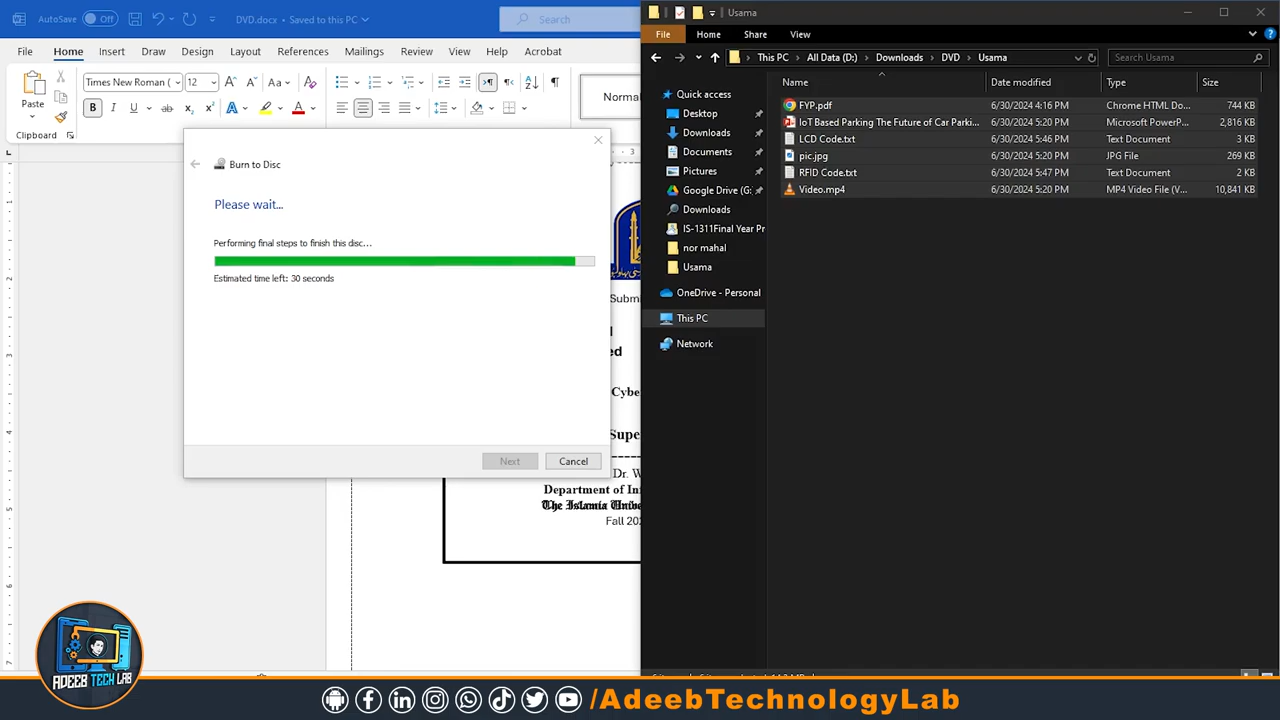 AutoSave Off DVD.docx • Saved to this PC Search
File Home Insert Draw Design Layout References Mailings Review View Help Acrobat
Paste Times New Roman ( 12 Aa Normal
Clipboard
Burn to Disc
Please wait...
Performing final steps to finish this disc...
Estimated time left: 30 seconds
Next Cancel
Submi
ed
Cybe
Supe
Dr. W
Department of In
The Islamia Unive
Fall 202
Usama
File Home Share View
This PC All Data (D:) Downloads DVD Usama Search Usama
Name Date modified Type Size
FYP.pdf 6/30/2024 4:16 PM Chrome HTML Do... 744 KB
IoT Based Parking The Future of Car Parki... 6/30/2024 5:20 PM Microsoft PowerP... 2,816 KB
LCD Code.txt 6/30/2024 5:46 PM Text Document 3 KB
pic.jpg 6/30/2024 5:20 PM JPG File 269 KB
RFID Code.txt 6/30/2024 5:47 PM Text Document 2 KB
Video.mp4 6/30/2024 5:20 PM MP4 Video File (V... 10,841 KB
Quick access
Desktop
Downloads
Documents
Pictures
Google Drive (G:
Downloads
IS-1311Final Year Pr
nor mahal
Usama
OneDrive - Personal
This PC
Network
ADEEB TECH LAB
/AdeebTechnologyLab